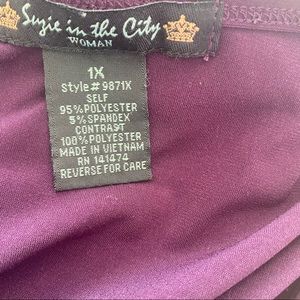 Suzie in the City
WOMAN
1X
Style# 9871X
SELF
95%POLYESTER
5%SPANDEX
CONTRAST
100%POLYESTER
MADE IN VIETNAM
RN 141474
REVERSE FOR CARE